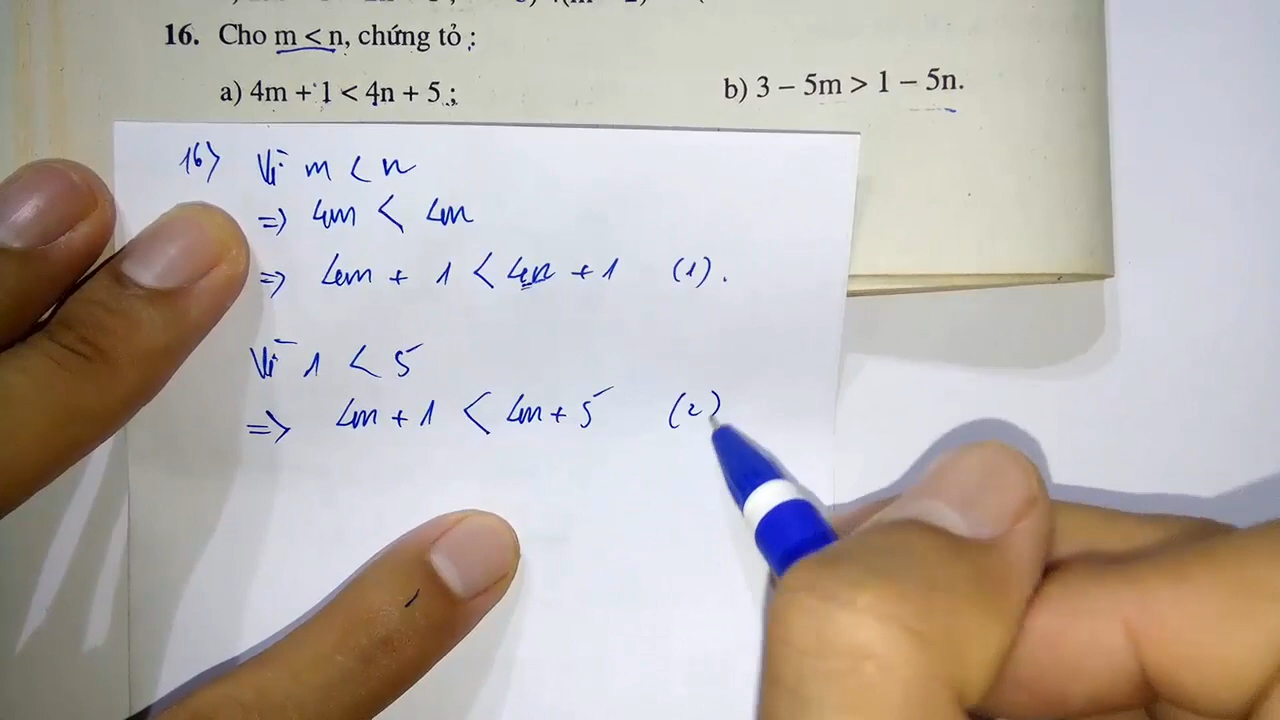 16. Cho m < n, chứng tỏ :
a) 4m + 1 < 4n + 5 ;
b) 3 – 5m > 1 – 5n.
16) Vì m < n
=> 4m < 4n
=> 4m + 1 < 4n + 1 (1).
Vì 1 < 5
=> 4n + 1 < 4n + 5 (2)